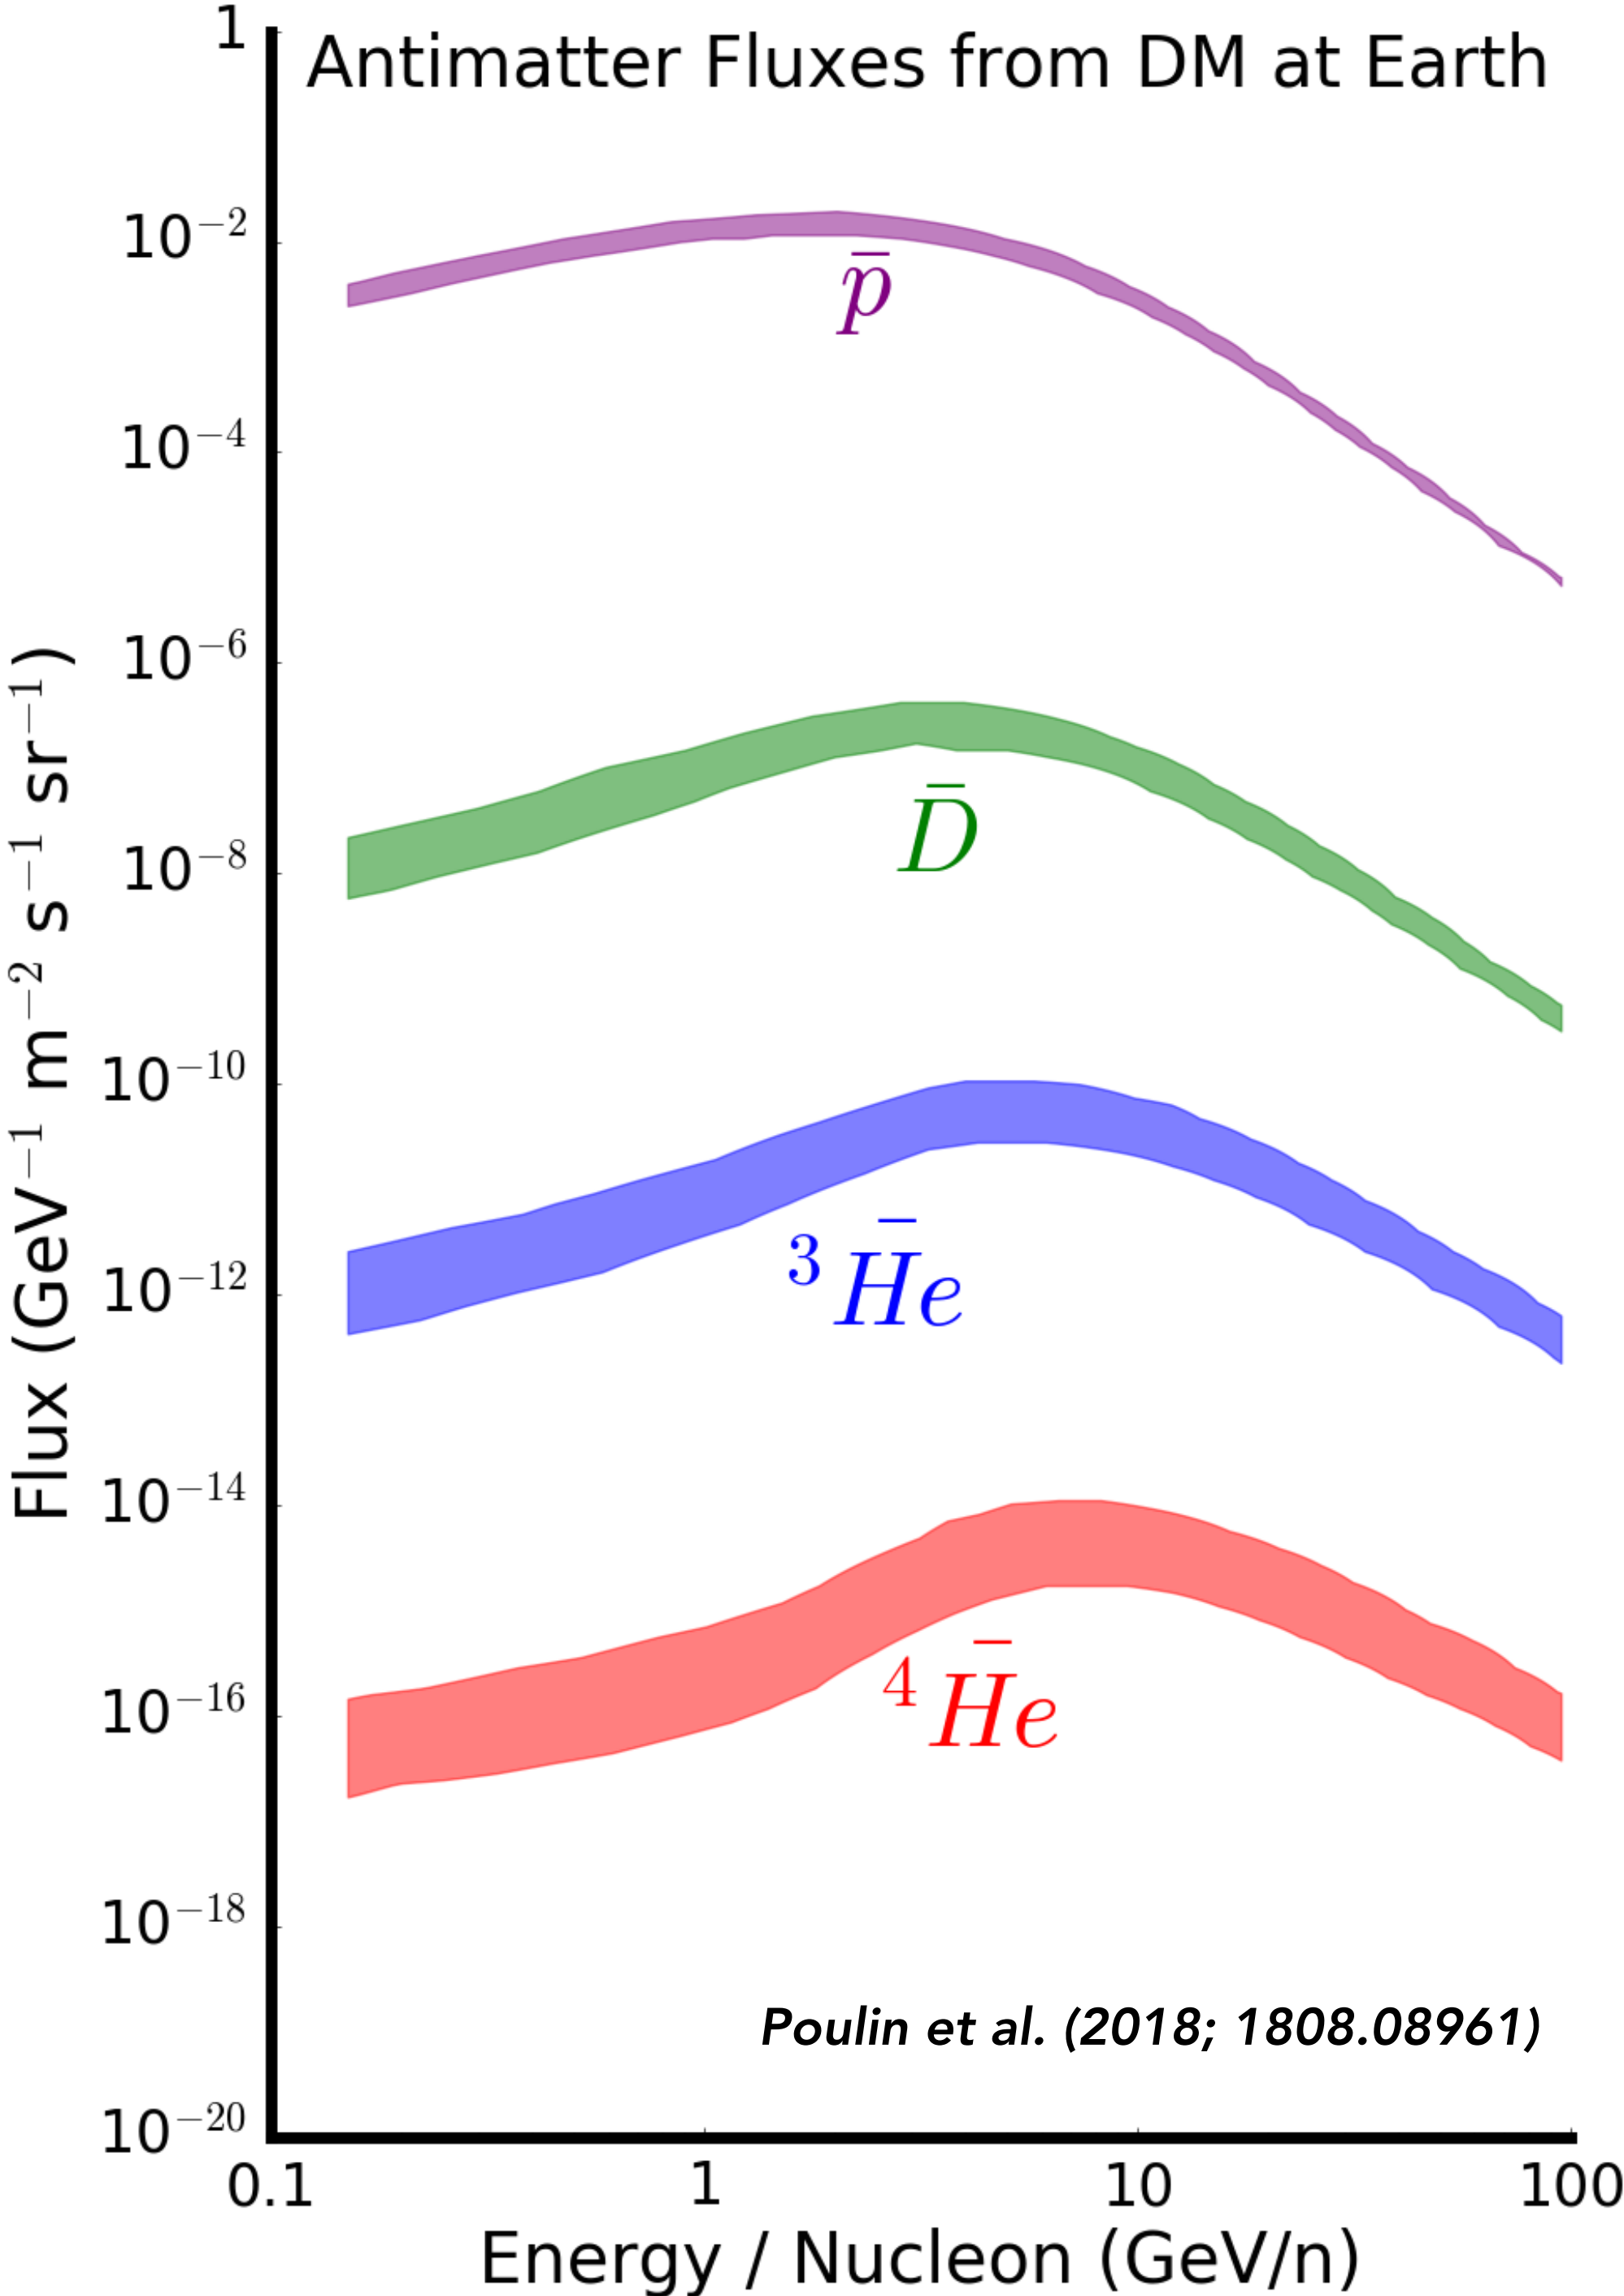 Antimatter Fluxes from DM at Earth
1
10⁻²
10⁻⁴
10⁻⁶
10⁻⁸
10⁻¹⁰
10⁻¹²
10⁻¹⁴
10⁻¹⁶
10⁻¹⁸
10⁻²⁰
Flux (GeV⁻¹ m⁻² s⁻¹ sr⁻¹)
p̄
D̄
³H̄e
⁴H̄e
Poulin et al. (2018; 1808.08961)
0.1 1 10 100
Energy / Nucleon (GeV/n)